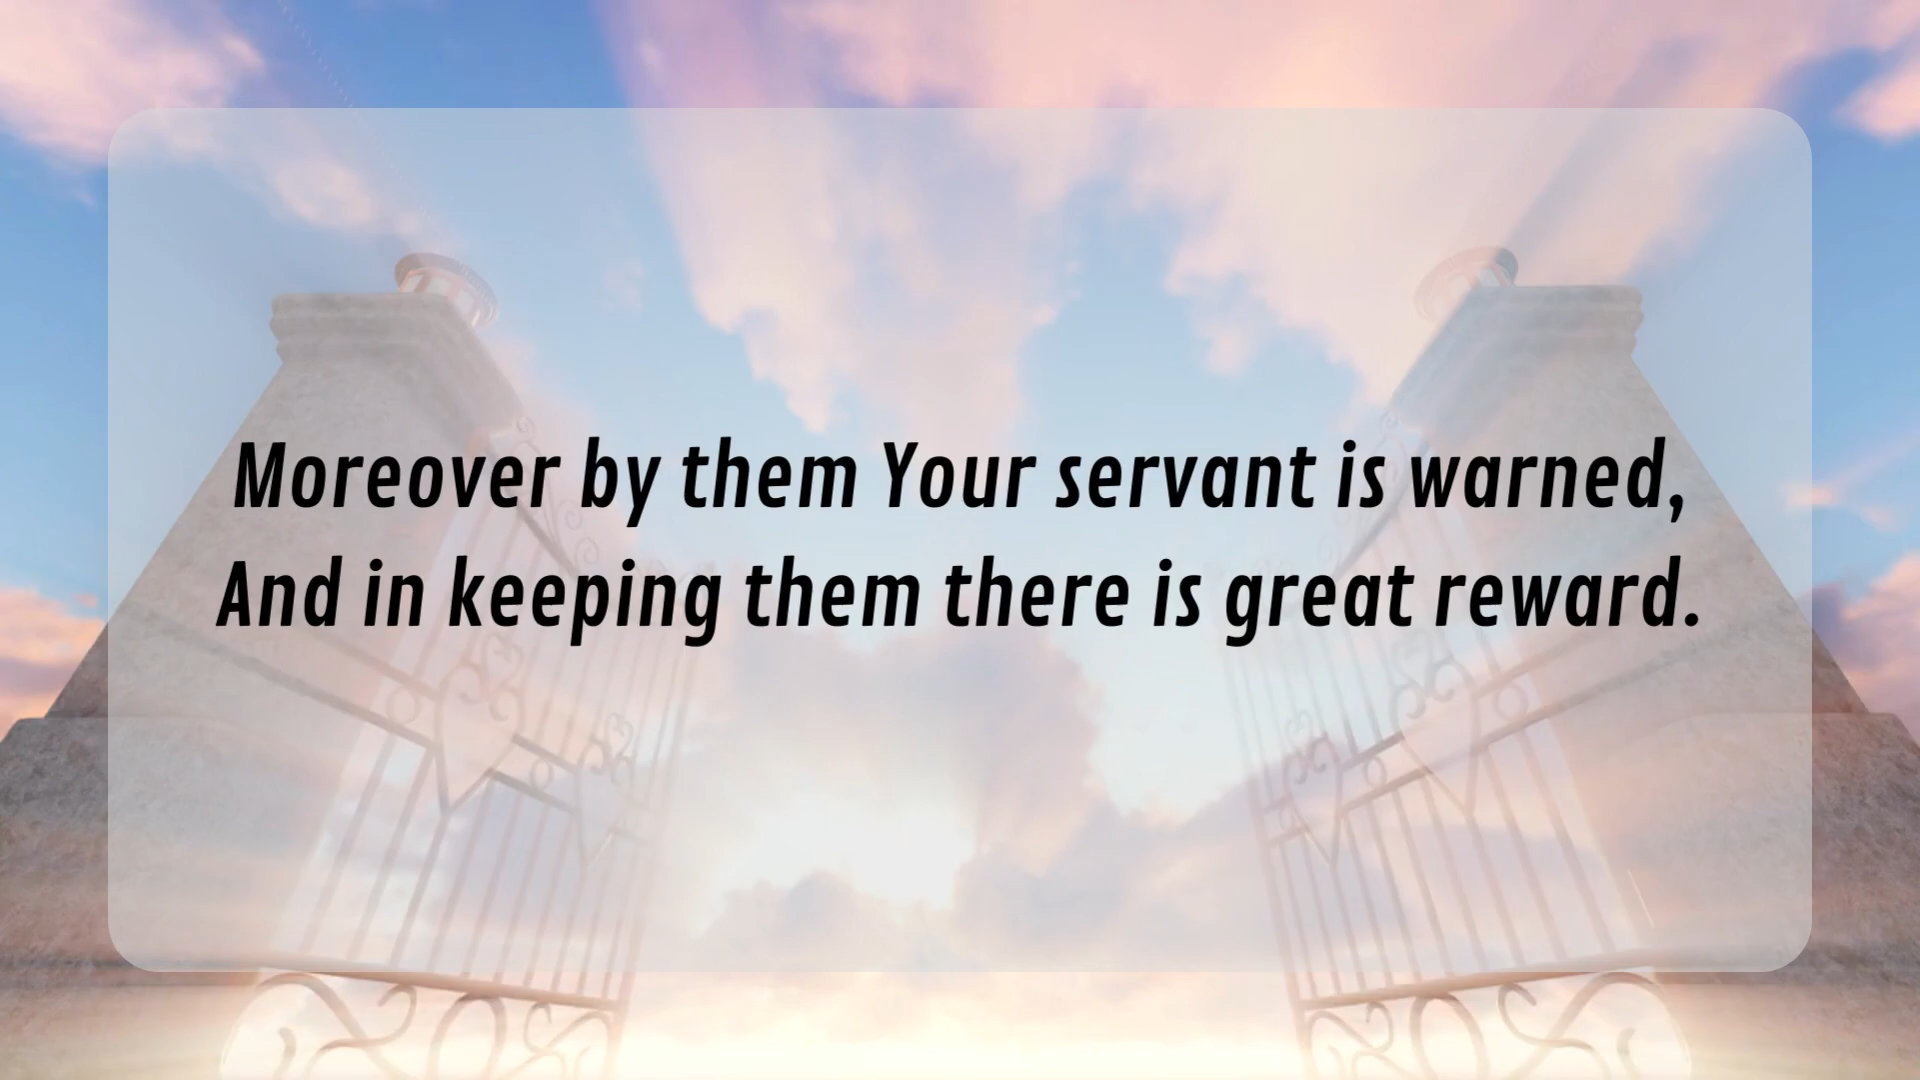 Moreover by them Your servant is warned,
And in keeping them there is great reward.